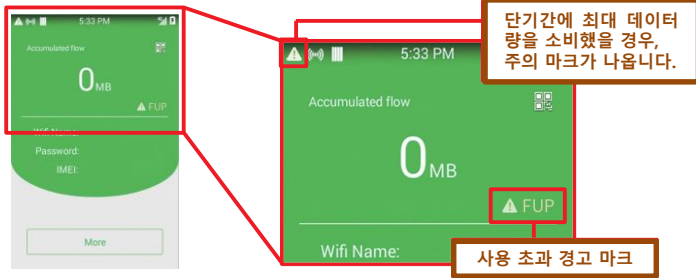 5:33 PM
Accumulated flow
0MB
FUP
Wifi Name:
Password:
IMEI:
More
5:33 PM
Accumulated flow
0MB
FUP
Wifi Name:
단기간에 최대 데이터
량을 소비했을 경우,
주의 마크가 나옵니다.
사용 초과 경고 마크